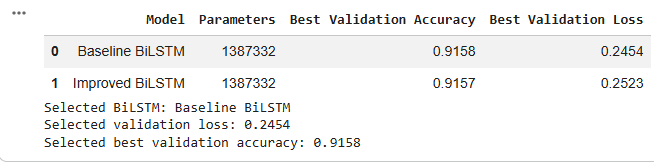 Model Parameters Best Validation Accuracy Best Validation Loss
0 Baseline BiLSTM 1387332 0.9158 0.2454
1 Improved BiLSTM 1387332 0.9157 0.2523
Selected BiLSTM: Baseline BiLSTM
Selected validation loss: 0.2454
Selected best validation accuracy: 0.9158